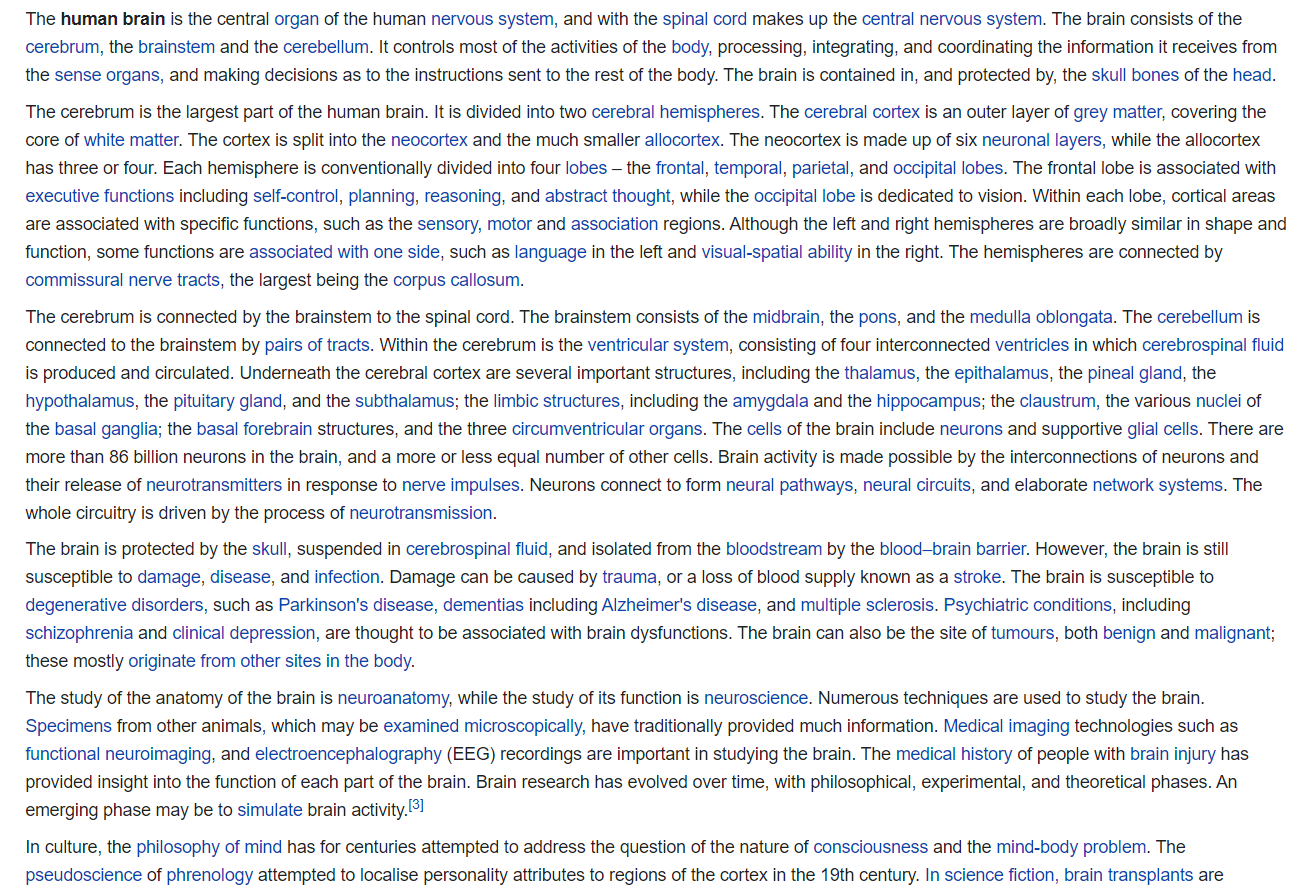 The human brain is the central organ of the human nervous system, and with the spinal cord makes up the central nervous system. The brain consists of the
cerebrum, the brainstem and the cerebellum. It controls most of the activities of the body, processing, integrating, and coordinating the information it receives from
the sense organs, and making decisions as to the instructions sent to the rest of the body. The brain is contained in, and protected by, the skull bones of the head.
The cerebrum is the largest part of the human brain. It is divided into two cerebral hemispheres. The cerebral cortex is an outer layer of grey matter, covering the
core of white matter. The cortex is split into the neocortex and the much smaller allocortex. The neocortex is made up of six neuronal layers, while the allocortex
has three or four. Each hemisphere is conventionally divided into four lobes – the frontal, temporal, parietal, and occipital lobes. The frontal lobe is associated with
executive functions including self-control, planning, reasoning, and abstract thought, while the occipital lobe is dedicated to vision. Within each lobe, cortical areas
are associated with specific functions, such as the sensory, motor and association regions. Although the left and right hemispheres are broadly similar in shape and
function, some functions are associated with one side, such as language in the left and visual-spatial ability in the right. The hemispheres are connected by
commissural nerve tracts, the largest being the corpus callosum.
The cerebrum is connected by the brainstem to the spinal cord. The brainstem consists of the midbrain, the pons, and the medulla oblongata. The cerebellum is
connected to the brainstem by pairs of tracts. Within the cerebrum is the ventricular system, consisting of four interconnected ventricles in which cerebrospinal fluid
is produced and circulated. Underneath the cerebral cortex are several important structures, including the thalamus, the epithalamus, the pineal gland, the
hypothalamus, the pituitary gland, and the subthalamus; the limbic structures, including the amygdala and the hippocampus; the claustrum, the various nuclei of
the basal ganglia; the basal forebrain structures, and the three circumventricular organs. The cells of the brain include neurons and supportive glial cells. There are
more than 86 billion neurons in the brain, and a more or less equal number of other cells. Brain activity is made possible by the interconnections of neurons and
their release of neurotransmitters in response to nerve impulses. Neurons connect to form neural pathways, neural circuits, and elaborate network systems. The
whole circuitry is driven by the process of neurotransmission.
The brain is protected by the skull, suspended in cerebrospinal fluid, and isolated from the bloodstream by the blood–brain barrier. However, the brain is still
susceptible to damage, disease, and infection. Damage can be caused by trauma, or a loss of blood supply known as a stroke. The brain is susceptible to
degenerative disorders, such as Parkinson's disease, dementias including Alzheimer's disease, and multiple sclerosis. Psychiatric conditions, including
schizophrenia and clinical depression, are thought to be associated with brain dysfunctions. The brain can also be the site of tumours, both benign and malignant;
these mostly originate from other sites in the body.
The study of the anatomy of the brain is neuroanatomy, while the study of its function is neuroscience. Numerous techniques are used to study the brain.
Specimens from other animals, which may be examined microscopically, have traditionally provided much information. Medical imaging technologies such as
functional neuroimaging, and electroencephalography (EEG) recordings are important in studying the brain. The medical history of people with brain injury has
provided insight into the function of each part of the brain. Brain research has evolved over time, with philosophical, experimental, and theoretical phases. An
emerging phase may be to simulate brain activity.[3]
In culture, the philosophy of mind has for centuries attempted to address the question of the nature of consciousness and the mind-body problem. The
pseudoscience of phrenology attempted to localise personality attributes to regions of the cortex in the 19th century. In science fiction, brain transplants are